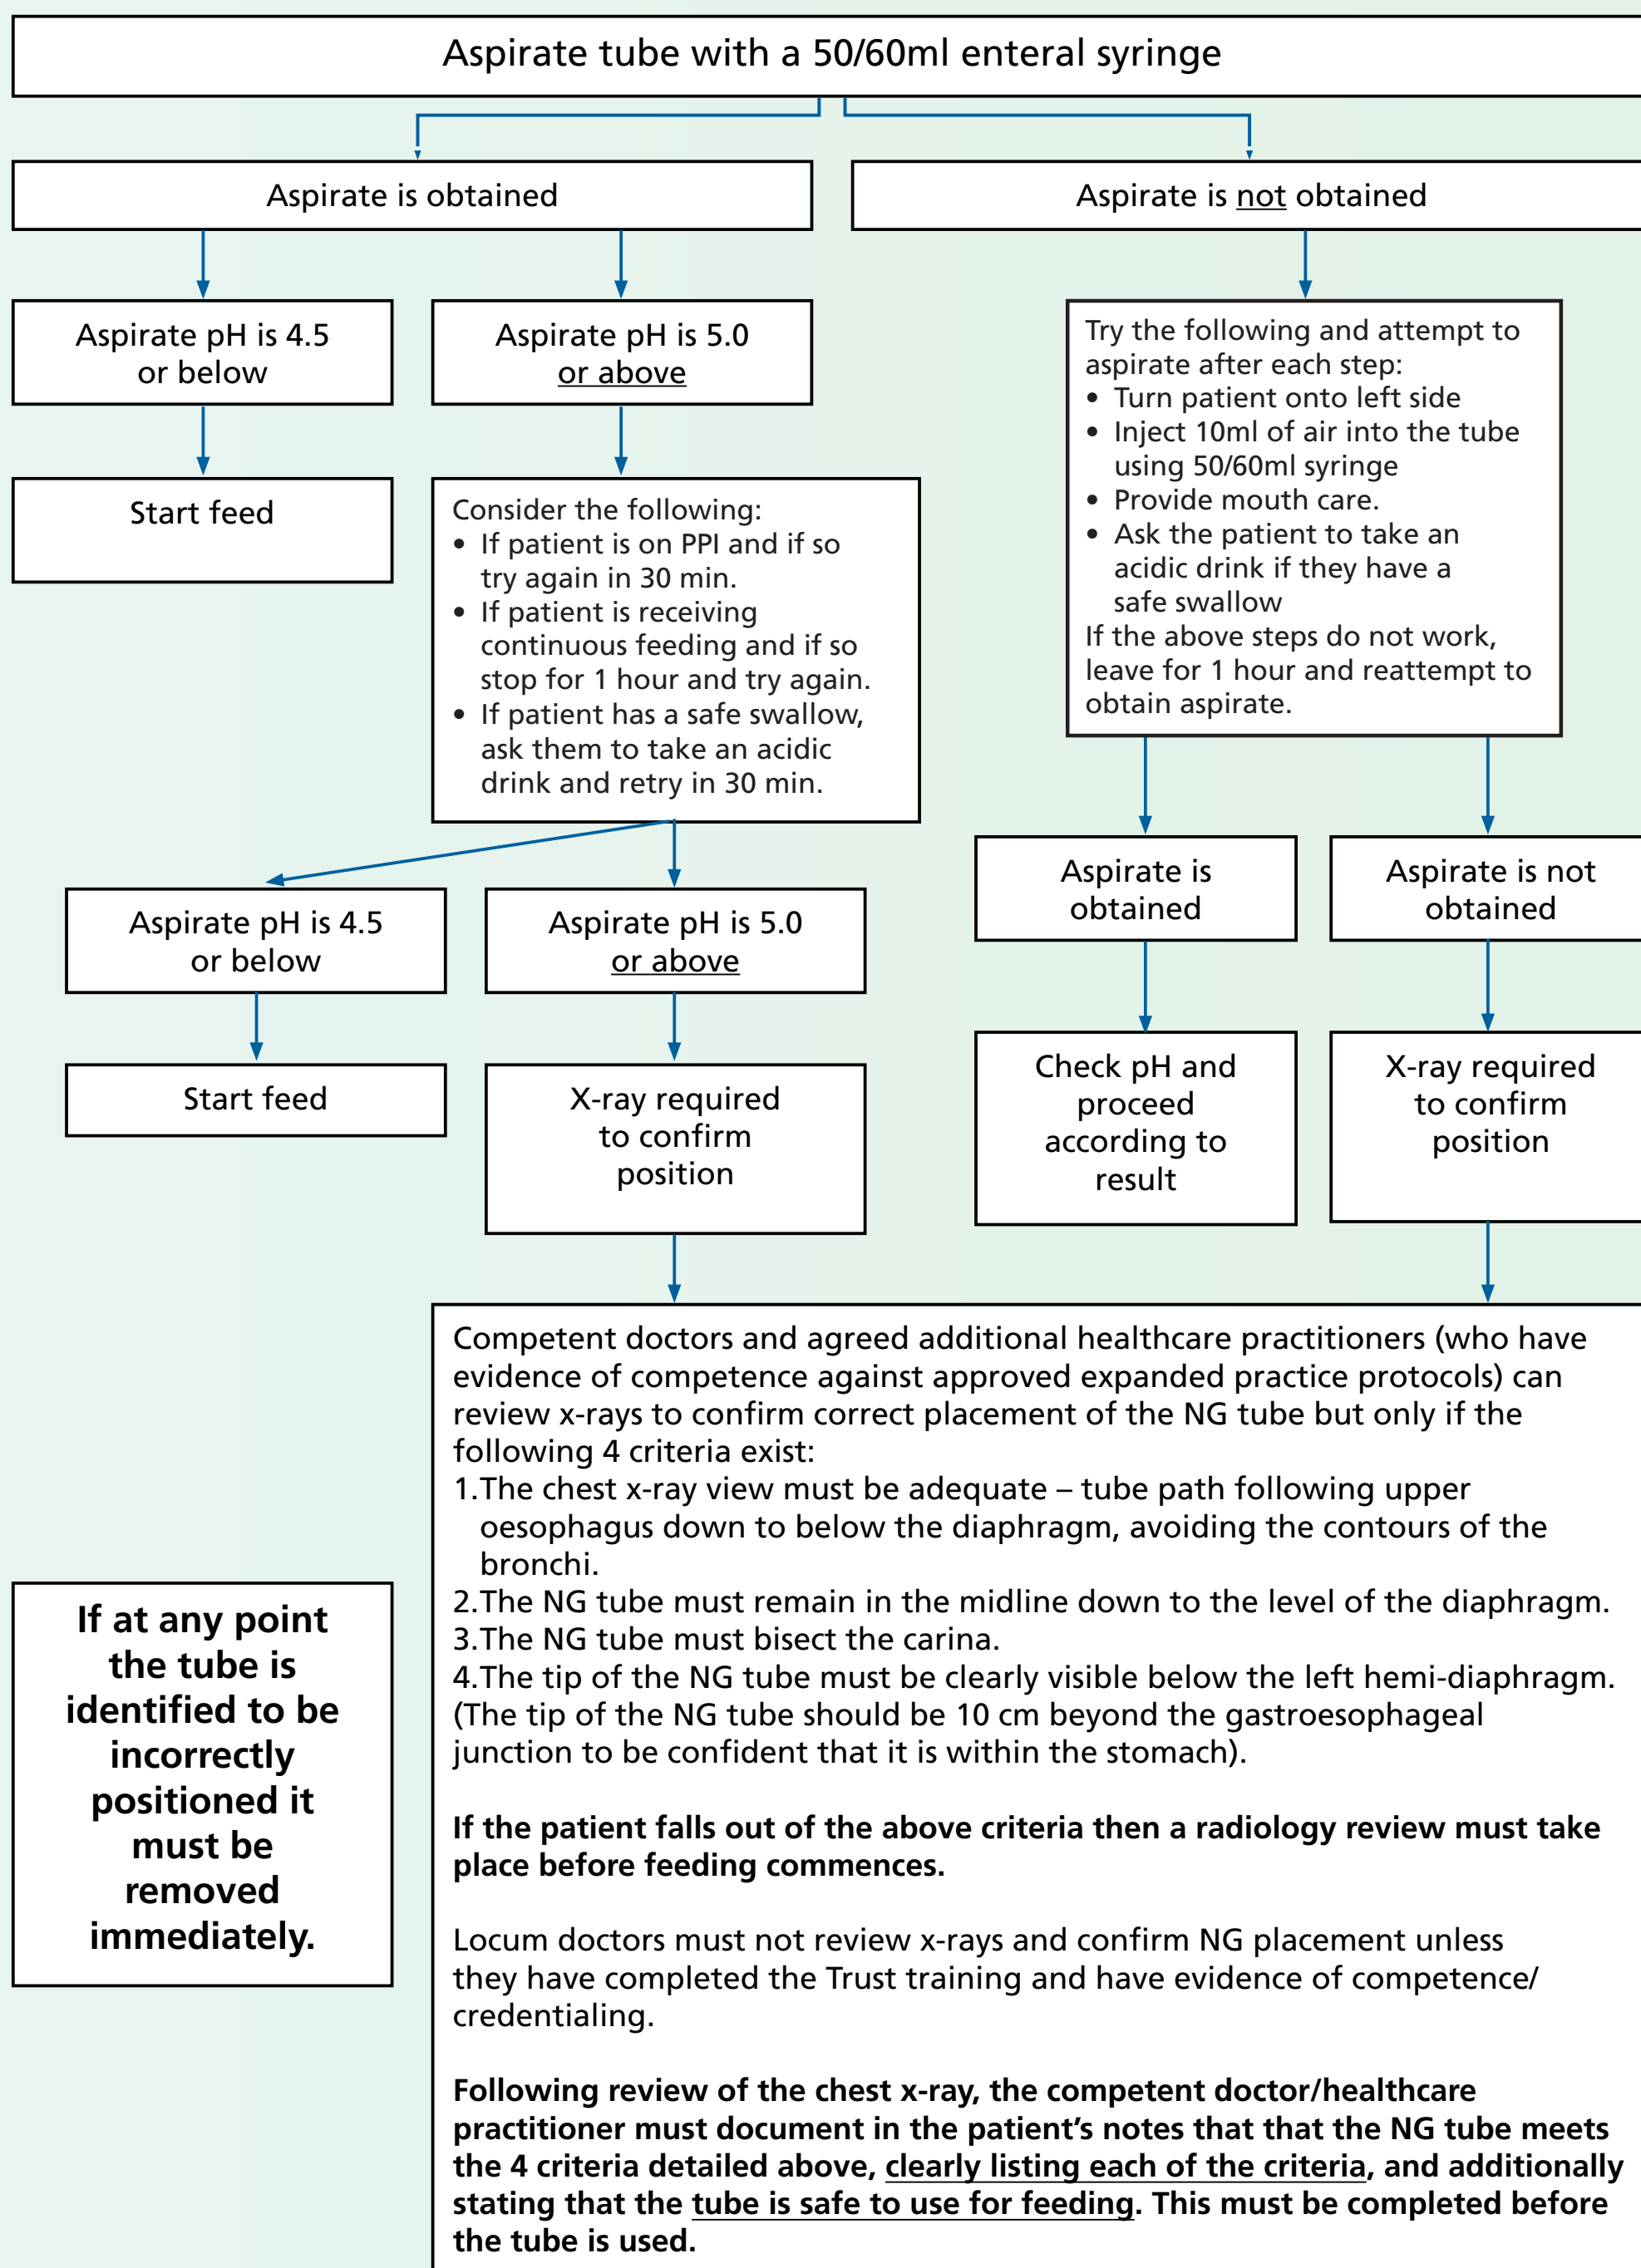 Aspirate tube with a 50/60ml enteral syringe
Aspirate is obtained
Aspirate is not obtained
Aspirate pH is 4.5
or below
Aspirate pH is 5.0
or above
Try the following and attempt to
aspirate after each step:
• Turn patient onto left side
• Inject 10ml of air into the tube
using 50/60ml syringe
• Provide mouth care.
• Ask the patient to take an
acidic drink if they have a
safe swallow
If the above steps do not work,
leave for 1 hour and reattempt to
obtain aspirate.
Start feed
Consider the following:
• If patient is on PPI and if so
try again in 30 min.
• If patient is receiving
continuous feeding and if so
stop for 1 hour and try again.
• If patient has a safe swallow,
ask them to take an acidic
drink and retry in 30 min.
Aspirate pH is 4.5
or below
Aspirate pH is 5.0
or above
Aspirate is
obtained
Aspirate is not
obtained
Start feed
X-ray required
to confirm
position
Check pH and
proceed
according to
result
X-ray required
to confirm
position
If at any point
the tube is
identified to be
incorrectly
positioned it
must be
removed
immediately.
Competent doctors and agreed additional healthcare practitioners (who have
evidence of competence against approved expanded practice protocols) can
review x-rays to confirm correct placement of the NG tube but only if the
following 4 criteria exist:
1.The chest x-ray view must be adequate – tube path following upper
oesophagus down to below the diaphragm, avoiding the contours of the
bronchi.
2.The NG tube must remain in the midline down to the level of the diaphragm.
3.The NG tube must bisect the carina.
4.The tip of the NG tube must be clearly visible below the left hemi-diaphragm.
(The tip of the NG tube should be 10 cm beyond the gastroesophageal
junction to be confident that it is within the stomach).
If the patient falls out of the above criteria then a radiology review must take
place before feeding commences.
Locum doctors must not review x-rays and confirm NG placement unless
they have completed the Trust training and have evidence of competence/
credentialing.
Following review of the chest x-ray, the competent doctor/healthcare
practitioner must document in the patient’s notes that that the NG tube meets
the 4 criteria detailed above, clearly listing each of the criteria, and additionally
stating that the tube is safe to use for feeding. This must be completed before
the tube is used.